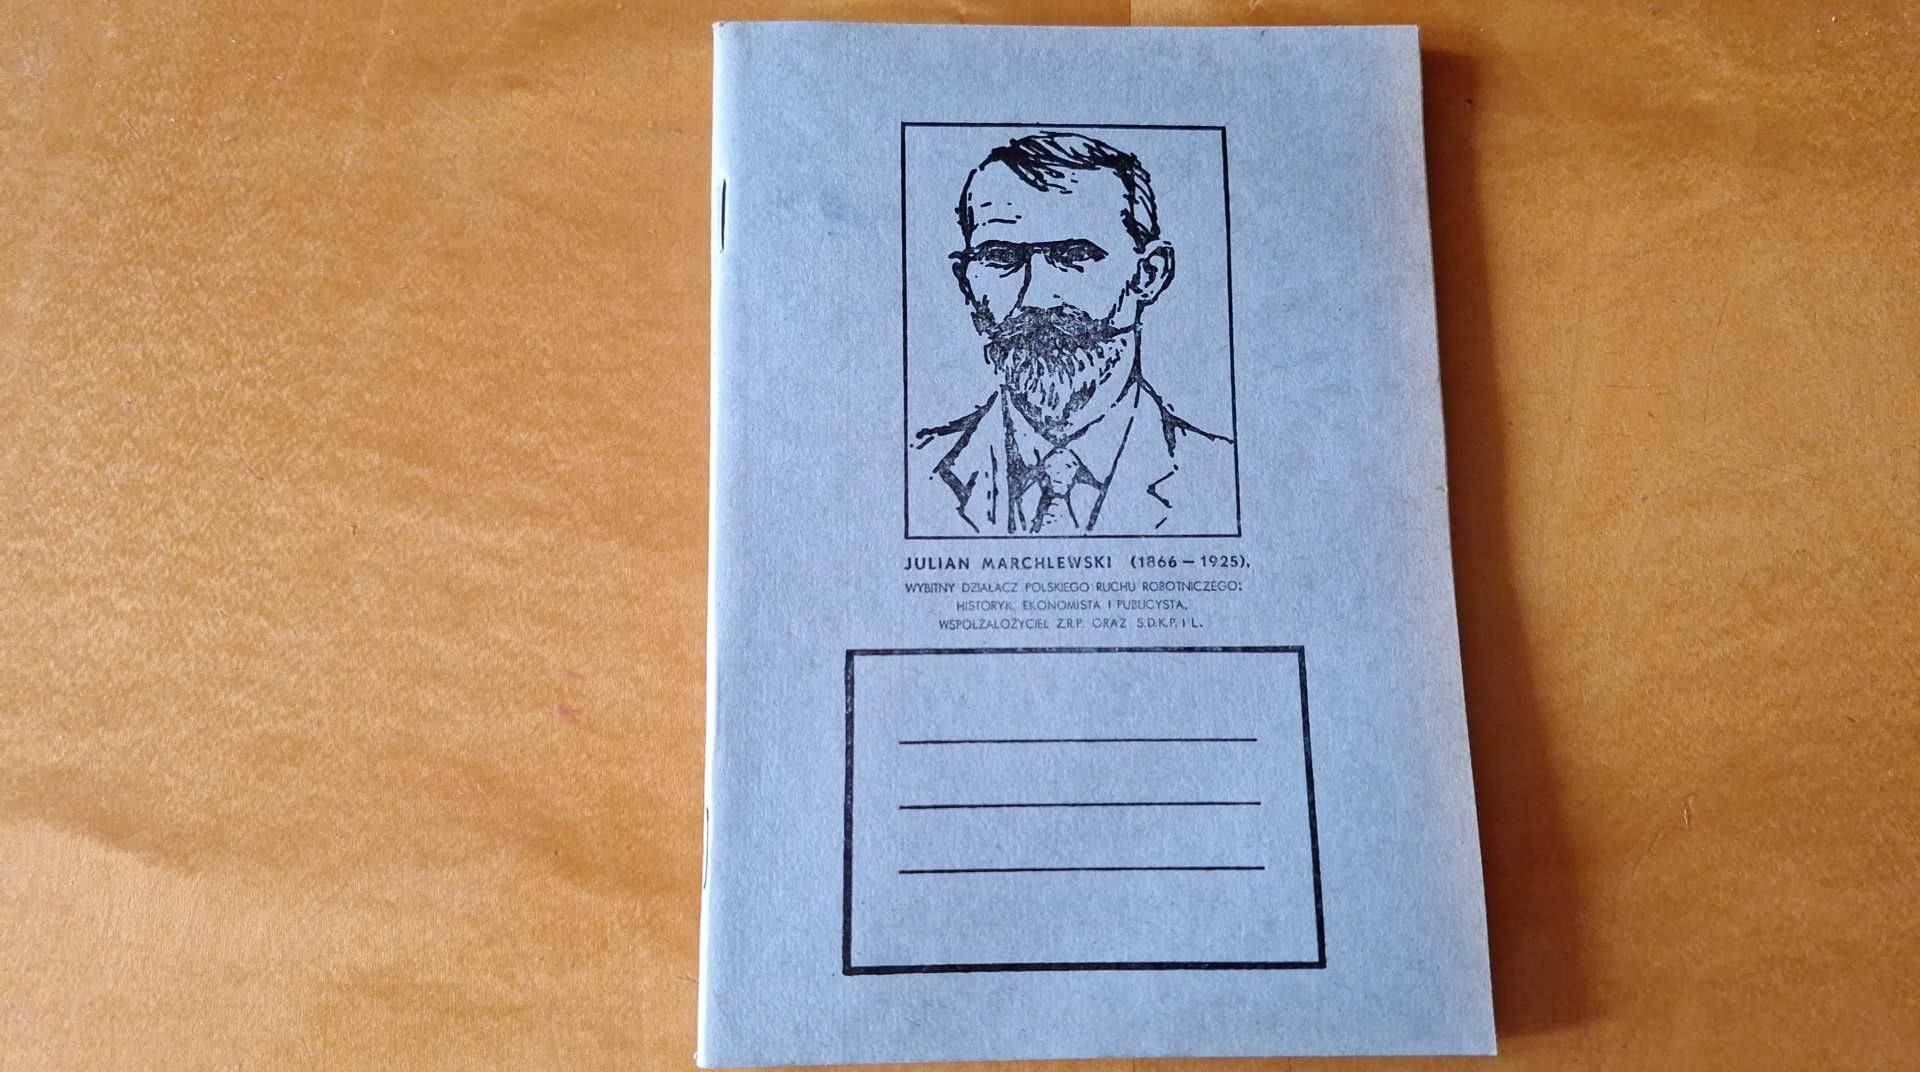 JULIAN MARCHLEWSKI (1866 — 1925).
WYBITNY DZIAŁACZ POLSKIEGO RUCHU ROBOTNICZEGO:
HISTORYK, EKONOMISTA I PUBLICYSTA,
WSPÓŁZAŁOŻYCIEL Z.R.P. ORAZ S.D.K.P. I L.